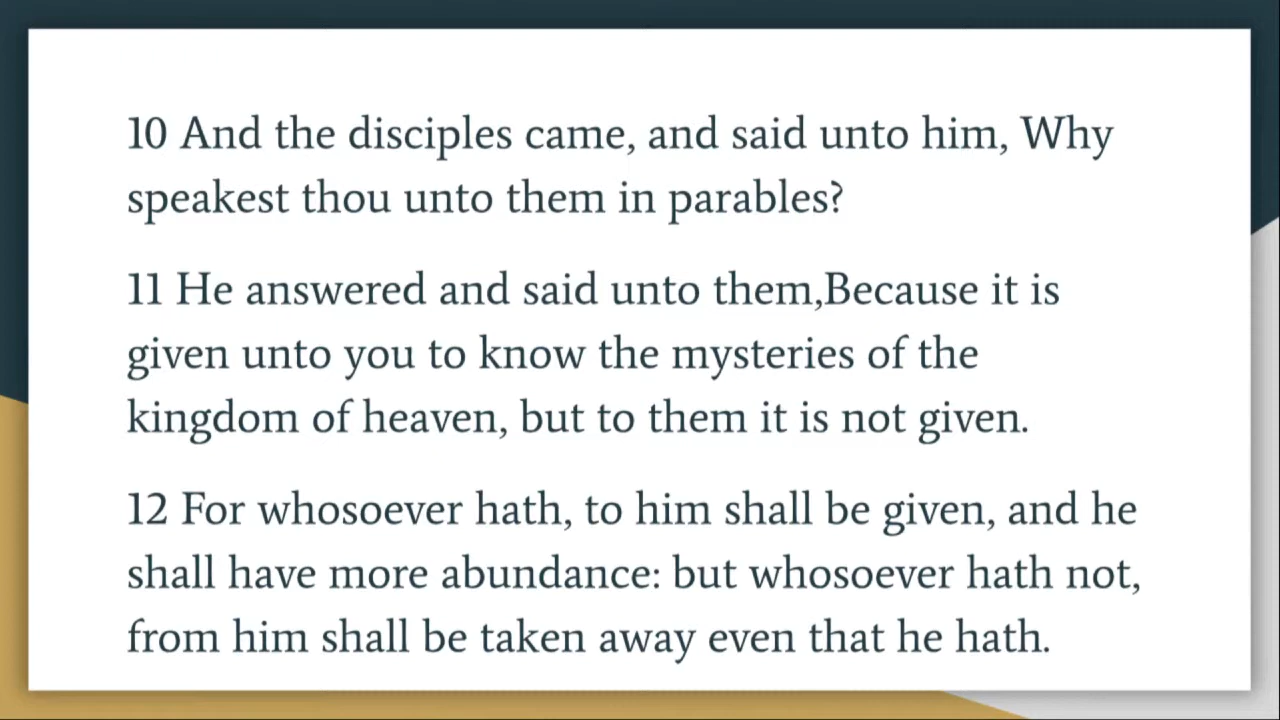 10 And the disciples came, and said unto him, Why
speakest thou unto them in parables?
11 He answered and said unto them,Because it is
given unto you to know the mysteries of the
kingdom of heaven, but to them it is not given.
12 For whosoever hath, to him shall be given, and he
shall have more abundance: but whosoever hath not,
from him shall be taken away even that he hath.